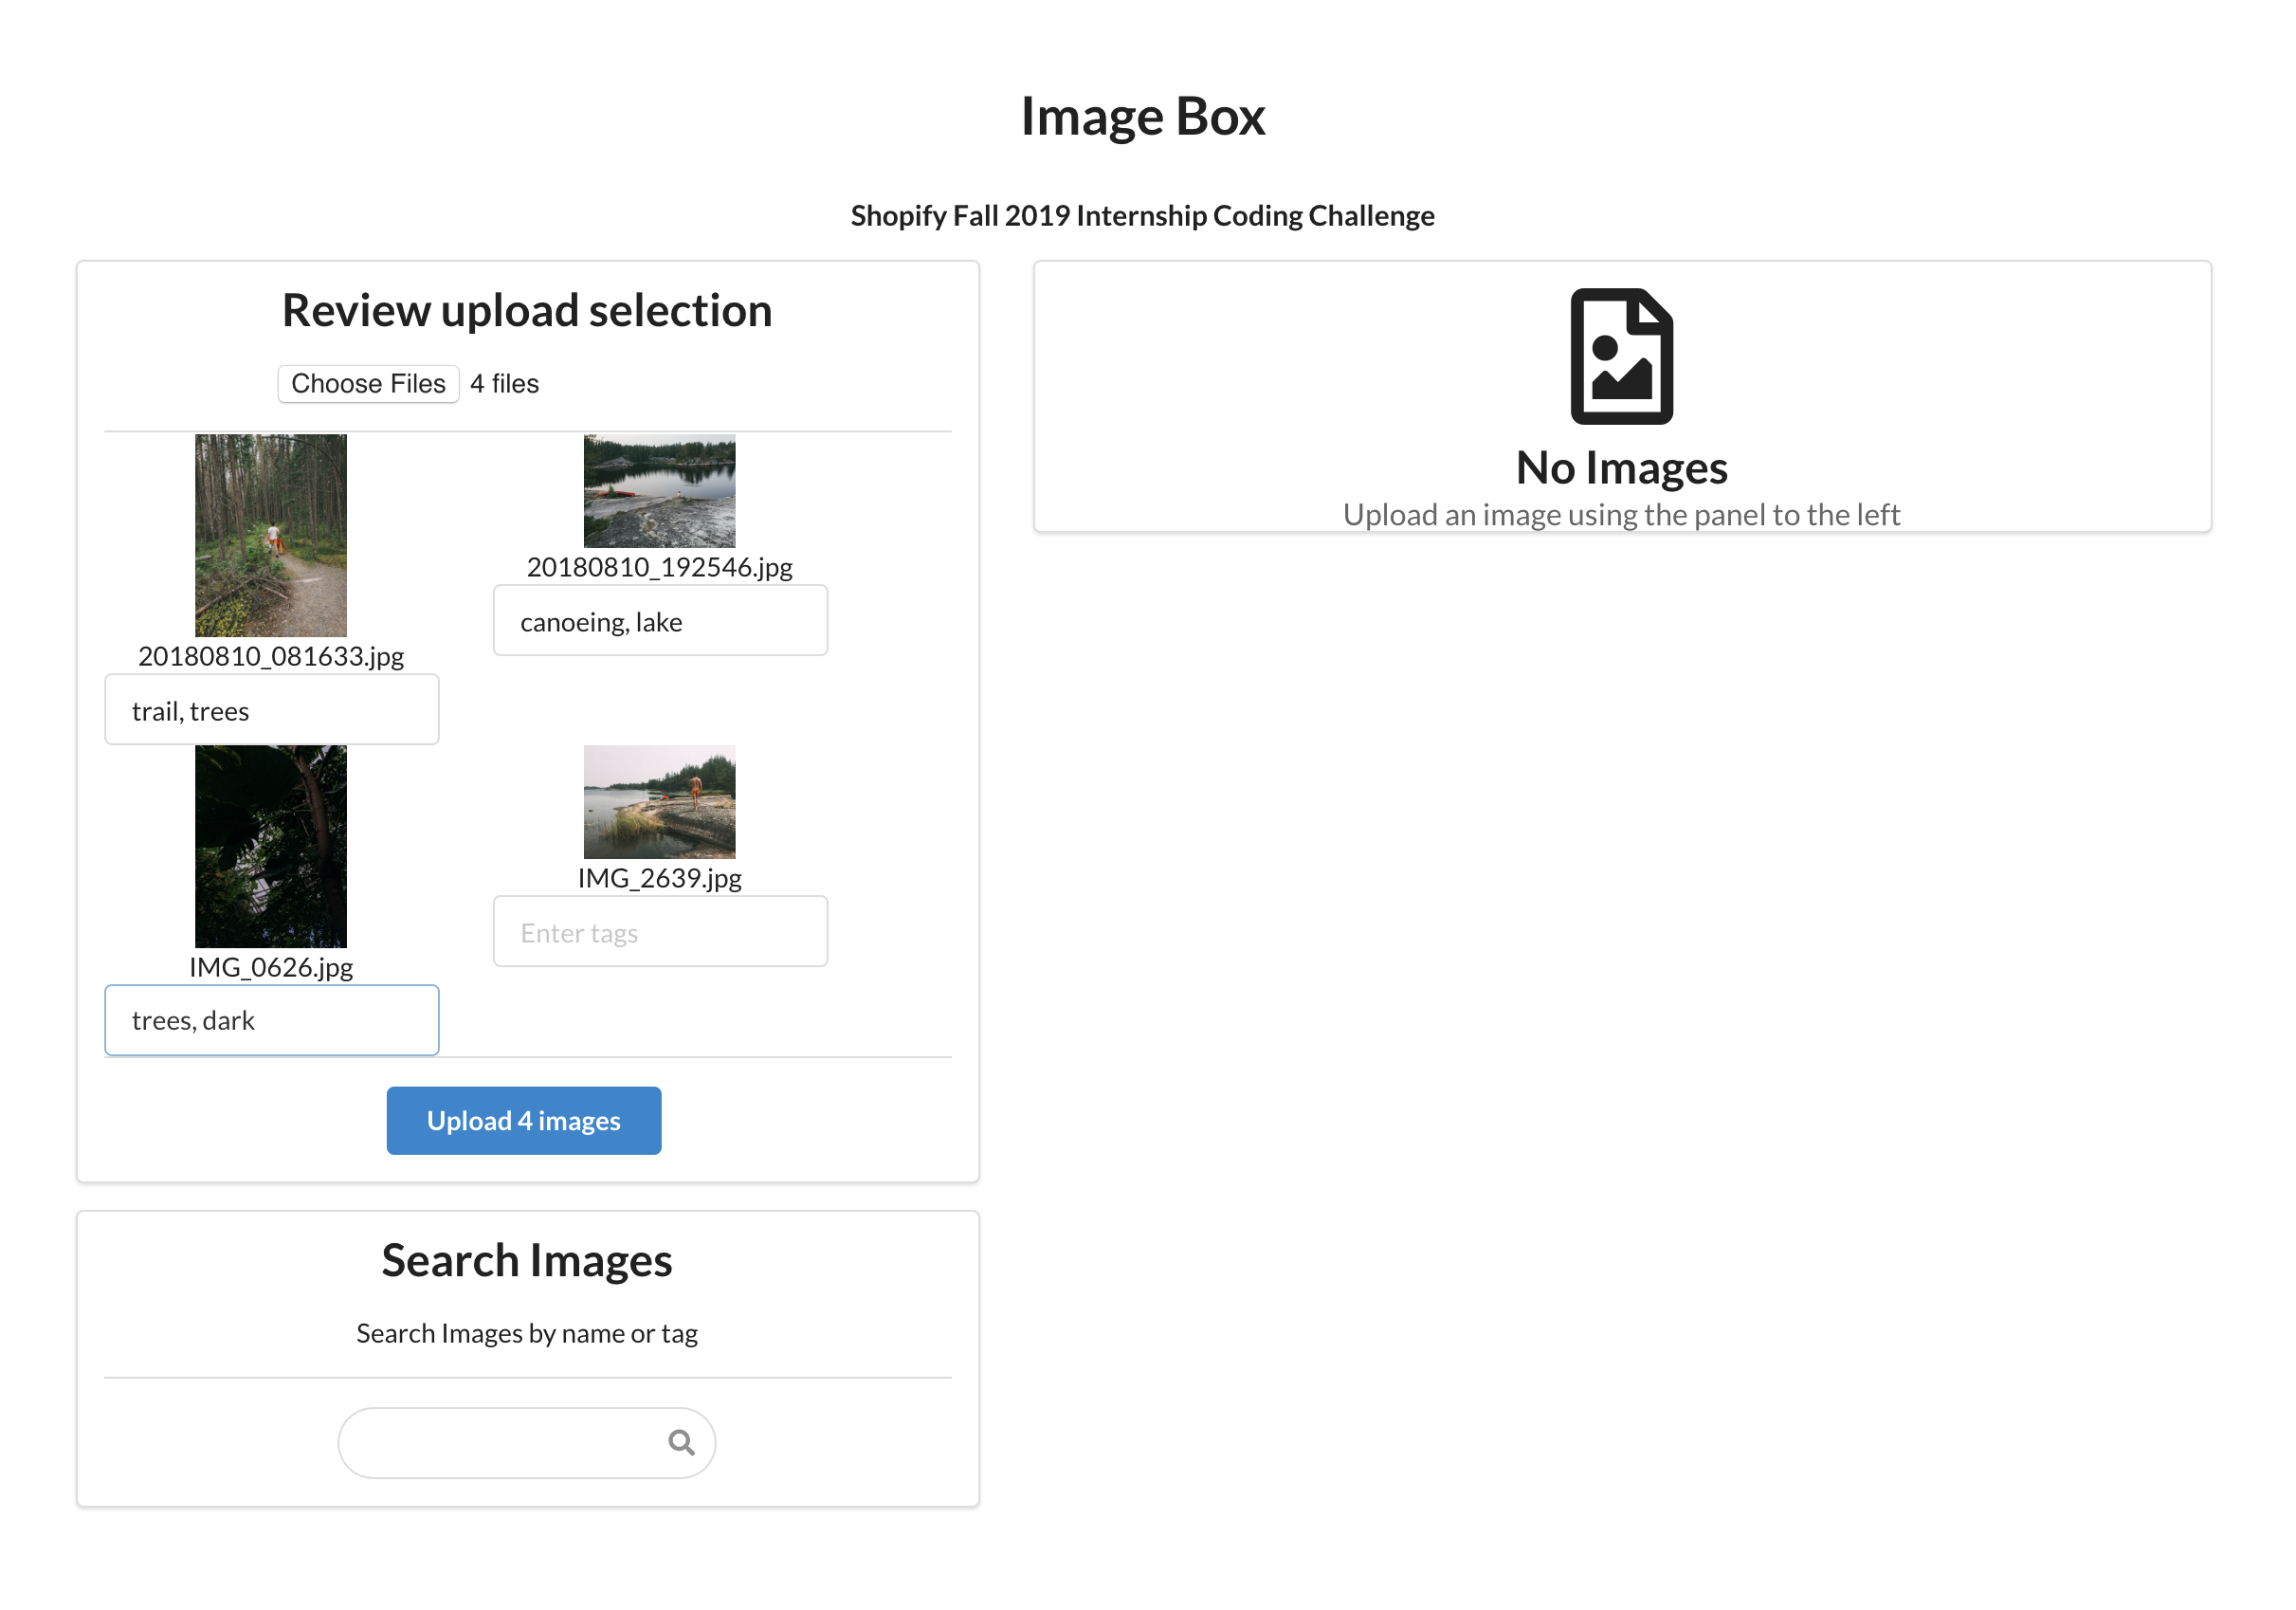 Image Box
Shopify Fall 2019 Internship Coding Challenge
Review upload selection
Choose Files 4 files
20180810_081633.jpg
trail, trees
20180810_192546.jpg
canoeing, lake
IMG_0626.jpg
trees, dark
IMG_2639.jpg
Enter tags
Upload 4 images
Search Images
Search Images by name or tag
No Images
Upload an image using the panel to the left